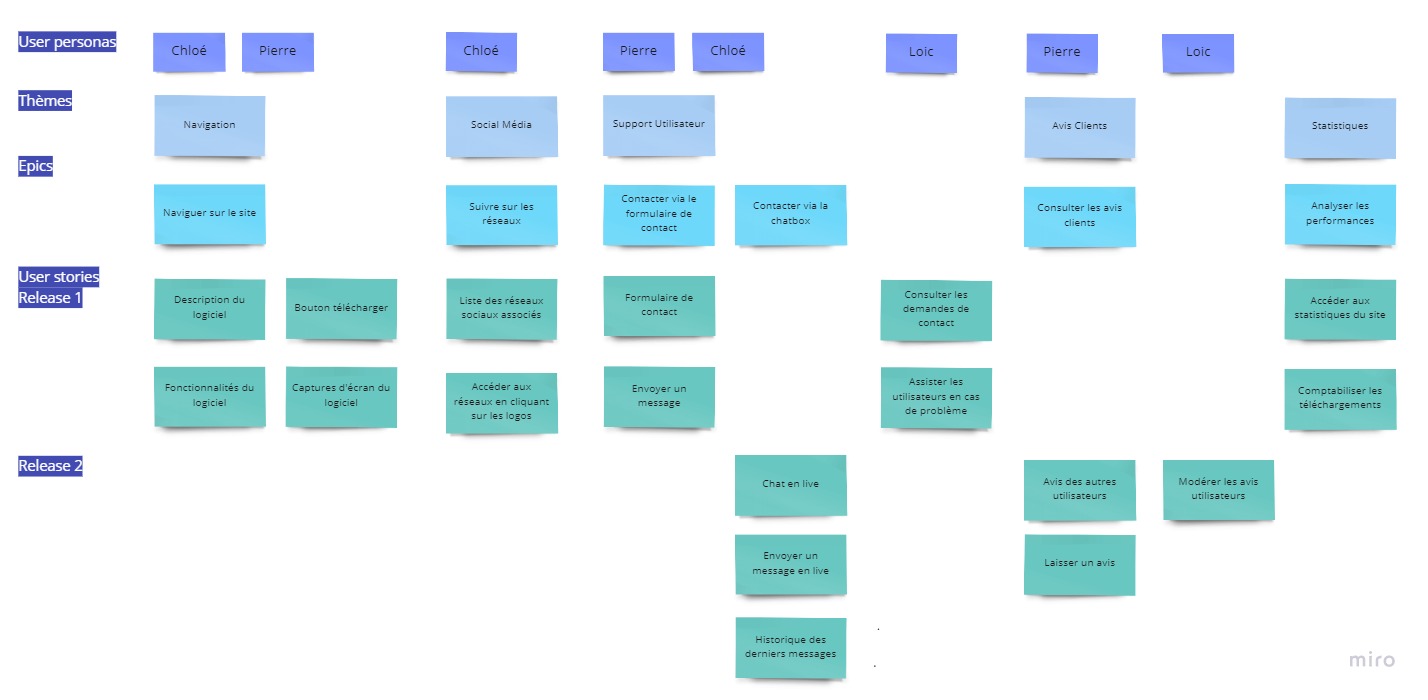 User personas
Chloé
Pierre
Chloé
Pierre
Chloé
Loic
Pierre
Loic
Thèmes
Navigation
Social Média
Support Utilisateur
Avis Clients
Statistiques
Epics
Naviguer sur le site
Suivre sur les
réseaux
Contacter via le
formulaire de
contact
Contacter via la
chatbox
Consulter les avis
clients
Analyser les
performances
User stories
Release 1
Description du
logiciel
Bouton télécharger
Liste des réseaux
sociaux associés
Formulaire de
contact
Consulter les
demandes de
contact
Accéder aux
statistiques du site
Fonctionnalités du
logiciel
Captures d'écran du
logiciel
Accéder aux
réseaux en cliquant
sur les logos
Envoyer un
message
Assister les
utilisateurs en cas
de problème
Comptabiliser les
téléchargements
Release 2
Chat en live
Avis des autres
utilisateurs
Modérer les avis
utilisateurs
Envoyer un
message en live
Laisser un avis
Historique des
derniers messages
miro